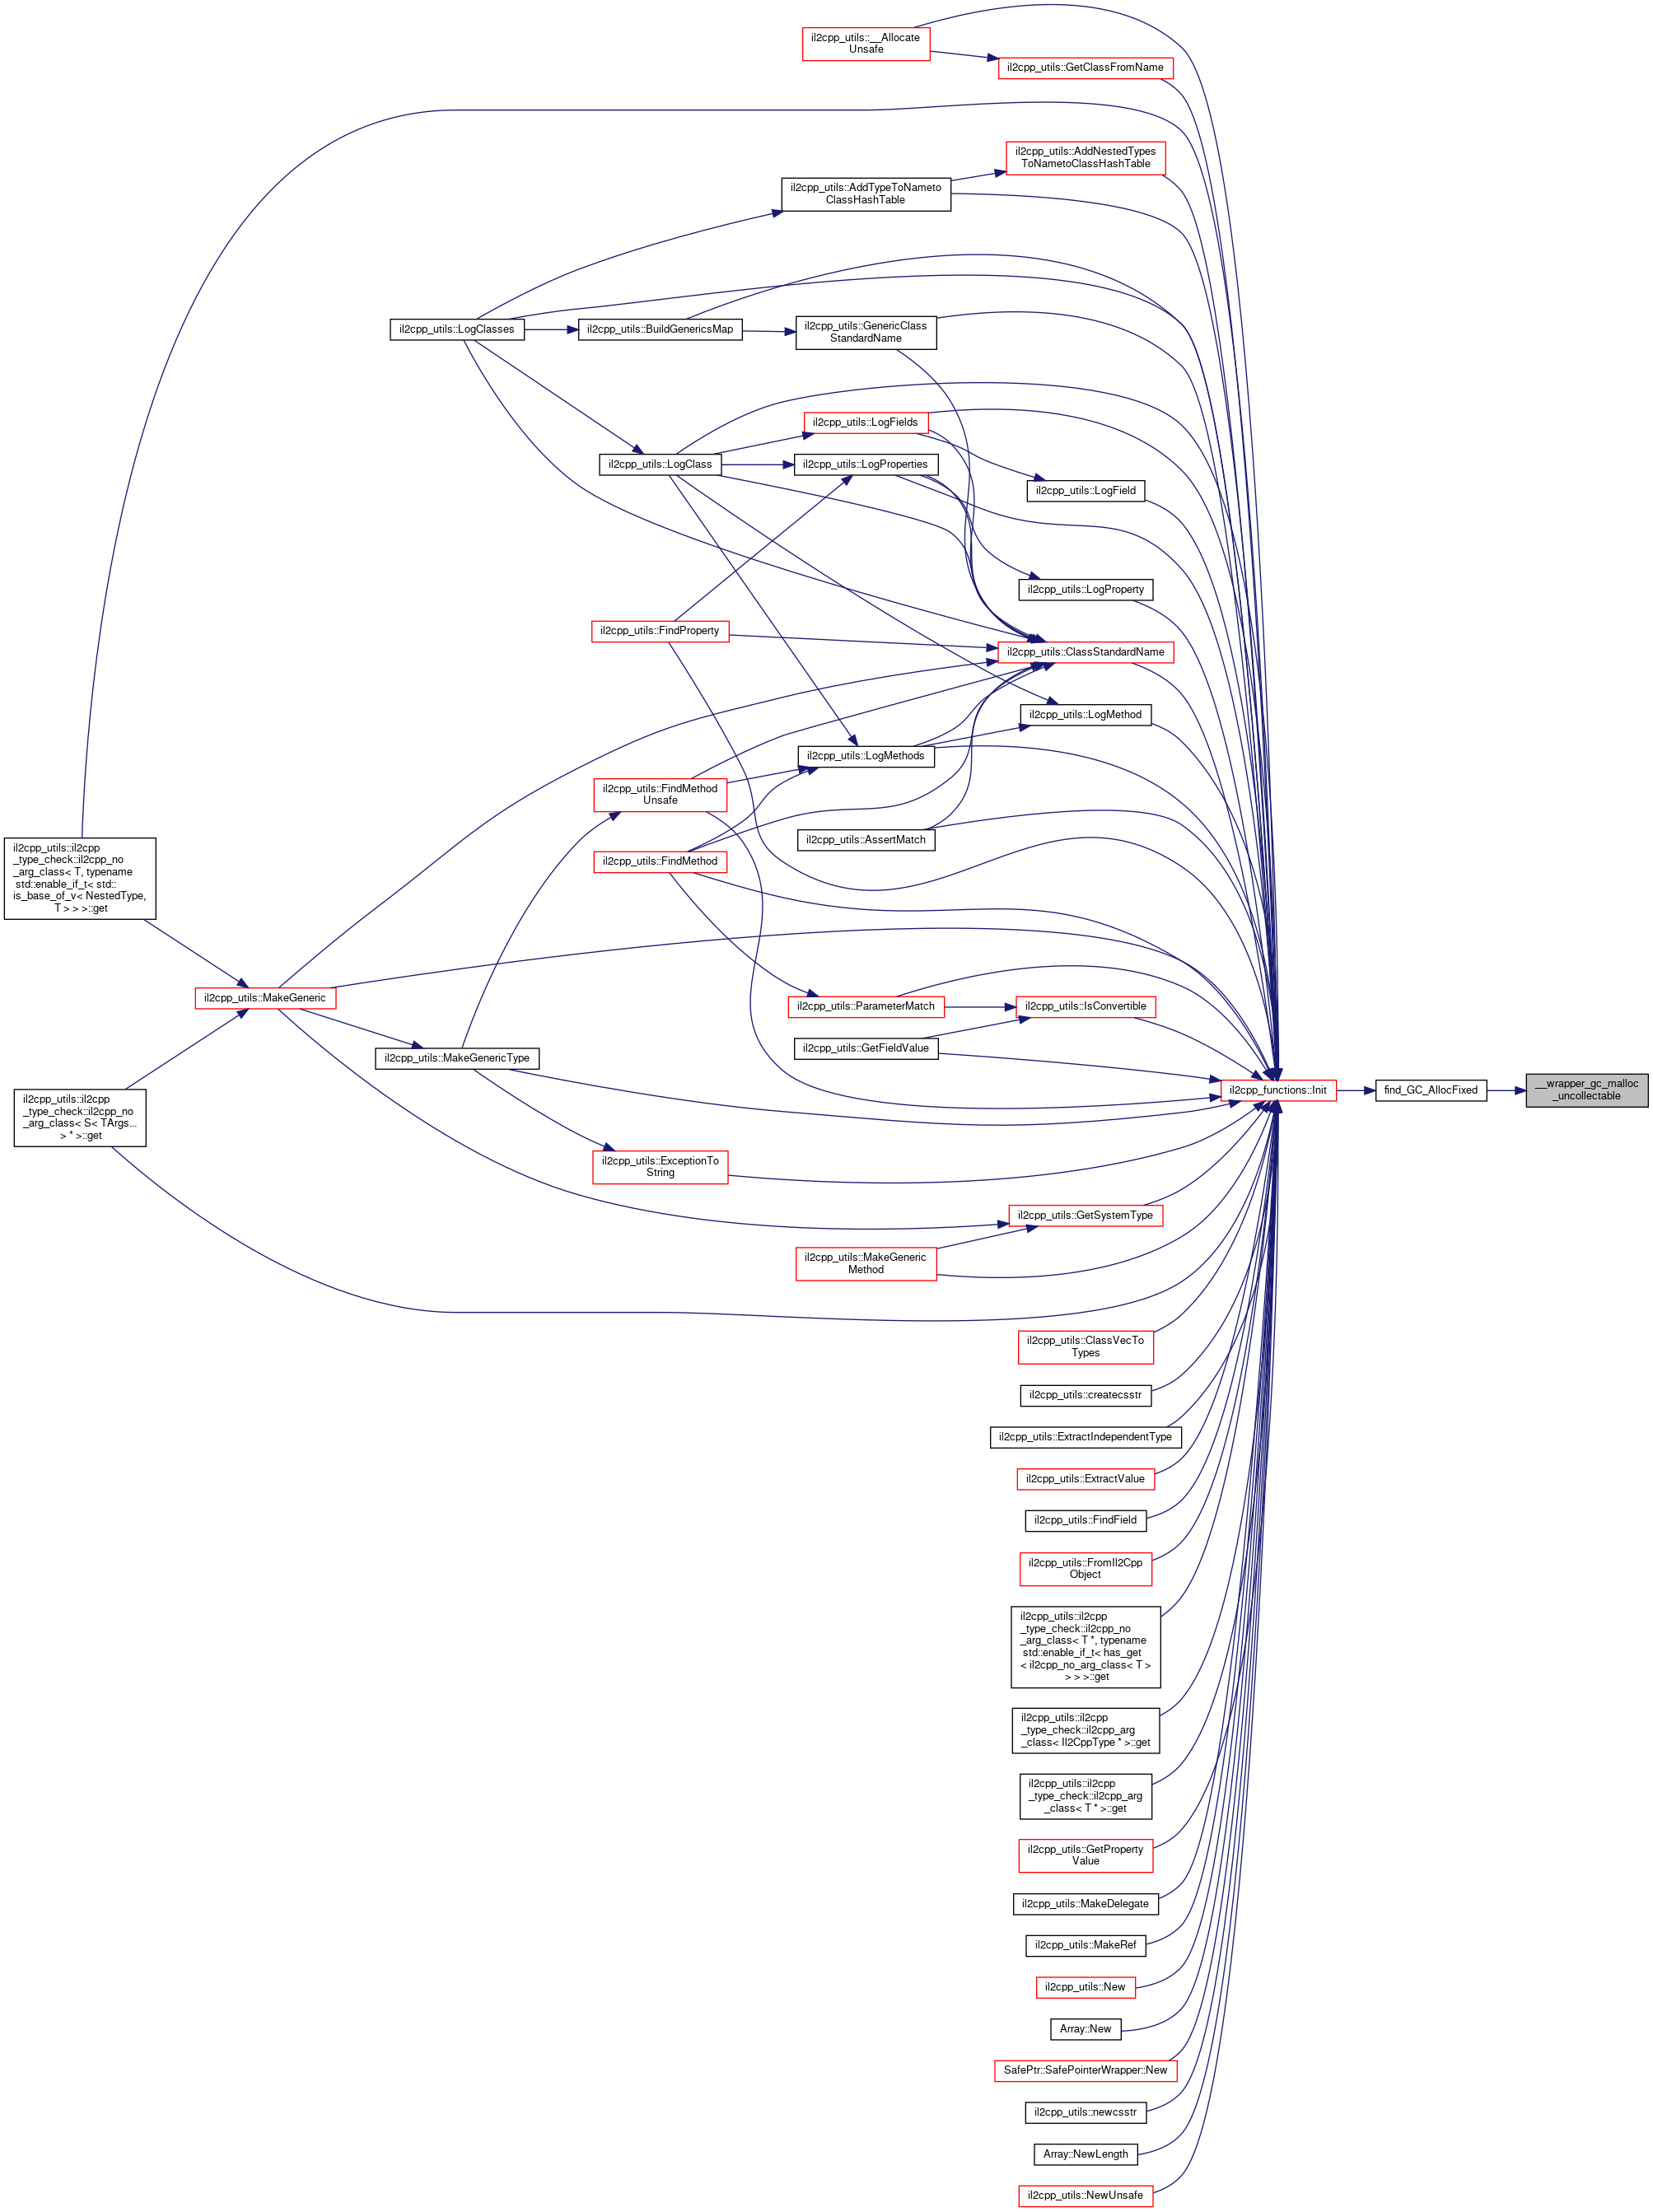 il2cpp_utils::__Allocate
Unsafe
il2cpp_utils::GetClassFromName
il2cpp_utils::AddNestedTypes
ToNametoClassHashTable
il2cpp_utils::AddTypeToNameto
ClassHashTable
il2cpp_utils::LogClasses
il2cpp_utils::BuildGenericsMap
il2cpp_utils::GenericClass
StandardName
il2cpp_utils::LogFields
il2cpp_utils::LogClass
il2cpp_utils::LogProperties
il2cpp_utils::LogField
il2cpp_utils::LogProperty
il2cpp_utils::FindProperty
il2cpp_utils::ClassStandardName
il2cpp_utils::LogMethod
il2cpp_utils::LogMethods
il2cpp_utils::FindMethod
Unsafe
il2cpp_utils::AssertMatch
il2cpp_utils::FindMethod
il2cpp_utils::il2cpp
_type_check::il2cpp_no
_arg_class< T, typename
std::enable_if_t< std::
is_base_of_v< NestedType,
T > > >::get
il2cpp_utils::MakeGeneric
il2cpp_utils::ParameterMatch
il2cpp_utils::IsConvertible
il2cpp_utils::GetFieldValue
il2cpp_utils::MakeGenericType
il2cpp_functions::Init
find_GC_AllocFixed
__wrapper_gc_malloc
_uncollectable
il2cpp_utils::il2cpp
_type_check::il2cpp_no
_arg_class< S< TArgs...
> * >::get
il2cpp_utils::ExceptionTo
String
il2cpp_utils::GetSystemType
il2cpp_utils::MakeGeneric
Method
il2cpp_utils::ClassVecTo
Types
il2cpp_utils::createcsstr
il2cpp_utils::ExtractIndependentType
il2cpp_utils::ExtractValue
il2cpp_utils::FindField
il2cpp_utils::FromIl2Cpp
Object
il2cpp_utils::il2cpp
_type_check::il2cpp_no
_arg_class< T *, typename
std::enable_if_t< has_get
< il2cpp_no_arg_class< T >
> > >::get
il2cpp_utils::il2cpp
_type_check::il2cpp_arg
_class< Il2CppType * >::get
il2cpp_utils::il2cpp
_type_check::il2cpp_arg
_class< T * >::get
il2cpp_utils::GetProperty
Value
il2cpp_utils::MakeDelegate
il2cpp_utils::MakeRef
il2cpp_utils::New
Array::New
SafePtr::SafePointerWrapper::New
il2cpp_utils::newcsstr
Array::NewLength
il2cpp_utils::NewUnsafe